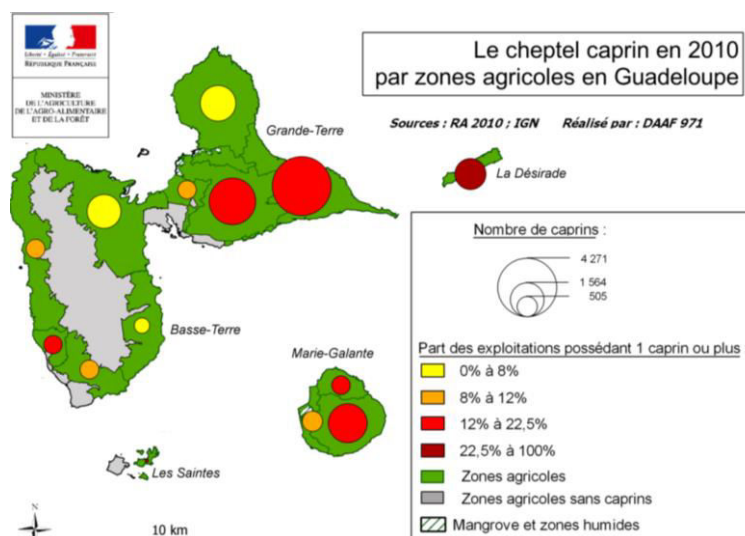 Liberté • Égalité • Fraternité
RÉPUBLIQUE FRANÇAISE
MINISTÈRE
DE L'AGRICULTURE
DE L'AGRO-ALIMENTAIRE
ET DE LA FORÊT
Le cheptel caprin en 2010
par zones agricoles en Guadeloupe
Sources : RA 2010 ; IGN Réalisé par : DAAF 971
Grande-Terre
P
La Désirade
Basse-Terre
Marie-Galante
Les Saintes
N
10 km
Nombre de caprins :
4 271
1 564
505
Part des exploitations possédant 1 caprin ou plus
0% à 8%
8% à 12%
12% à 22,5%
22,5% à 100%
Zones agricoles
Zones agricoles sans caprins
Mangrove et zones humides